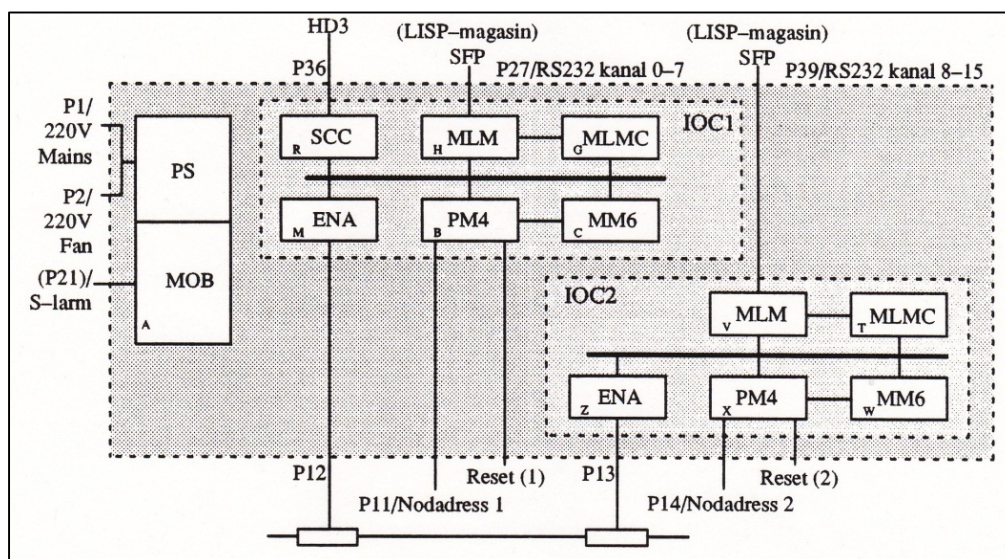 HD3
(LISP–magasin)
SFP
(LISP–magasin)
SFP
P36
P27/RS232 kanal 0–7
P39/RS232 kanal 8–15
P1/
220V
Mains
P2/
220V
Fan
(P21)/
S–larm
PS
MOB
A
IOC1
SCC
R
MLM
H
MLMC
G
ENA
M
PM4
B
MM6
C
IOC2
MLM
V
MLMC
T
ENA
Z
PM4
X
MM6
W
P12
Reset (1)
P13
Reset (2)
P11/Nodadress 1
P14/Nodadress 2